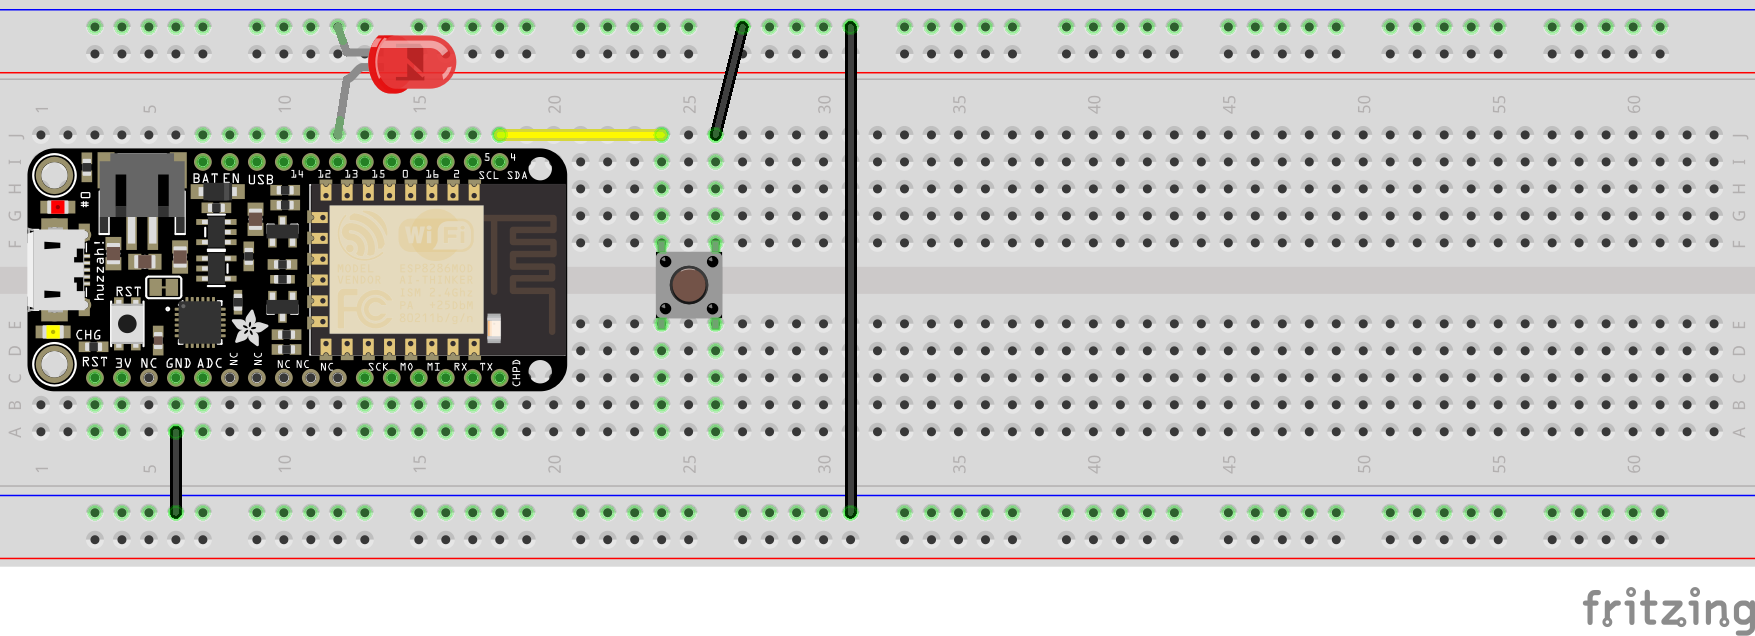 1 5 10 15 20 25 30 35 40 45 50 55 60
J J
I I
H H
G G
F F
BAT EN USB 14 12 13 15 0 16 2 5 SCL 4 SDA
#0
huzzah!
WiFi
FC
RST
CHG
RST 3V NC GND ADC NC NC NC NC NC SCK MO MI RX TX CHPD
E E
D D
C C
B B
A A
1 5 10 15 20 25 30 35 40 45 50 55 60
fritzing